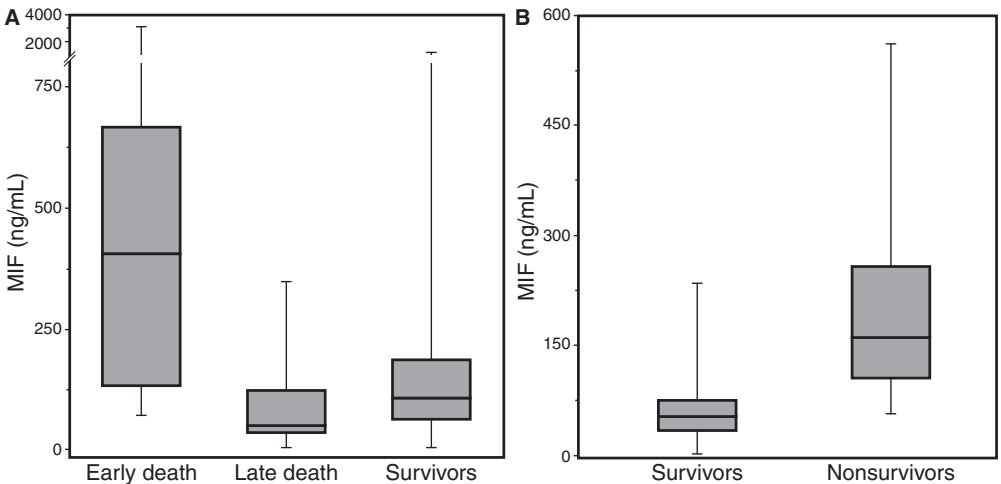 A
4000
2000
750
500
250
0
MIF (ng/mL)
Early death
Late death
Survivors
B
600
450
300
150
0
MIF (ng/mL)
Survivors
Nonsurvivors